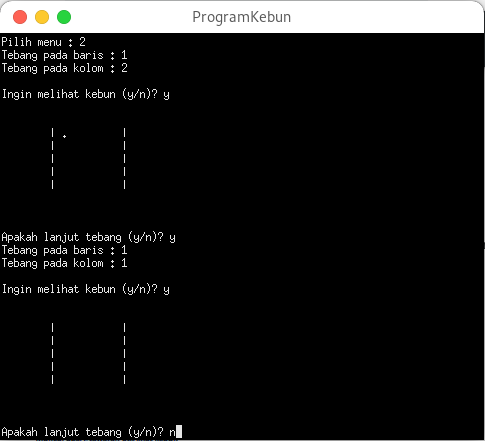 ProgramKebun
Pilih menu : 2
Tebang pada baris : 1
Tebang pada kolom : 2
Ingin melihat kebun (y/n)? y
| .         |
|           |
|           |
|           |
|           |
Apakah lanjut tebang (y/n)? y
Tebang pada baris : 1
Tebang pada kolom : 1
Ingin melihat kebun (y/n)? y
|           |
|           |
|           |
|           |
|           |
Apakah lanjut tebang (y/n)? n